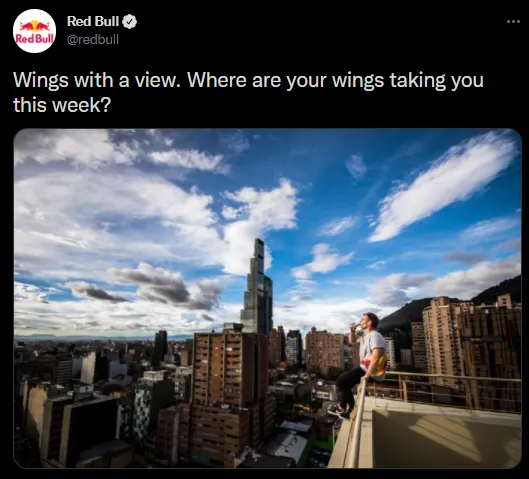 Red Bull
@redbull
Red Bull
Wings with a view. Where are your wings taking you
this week?